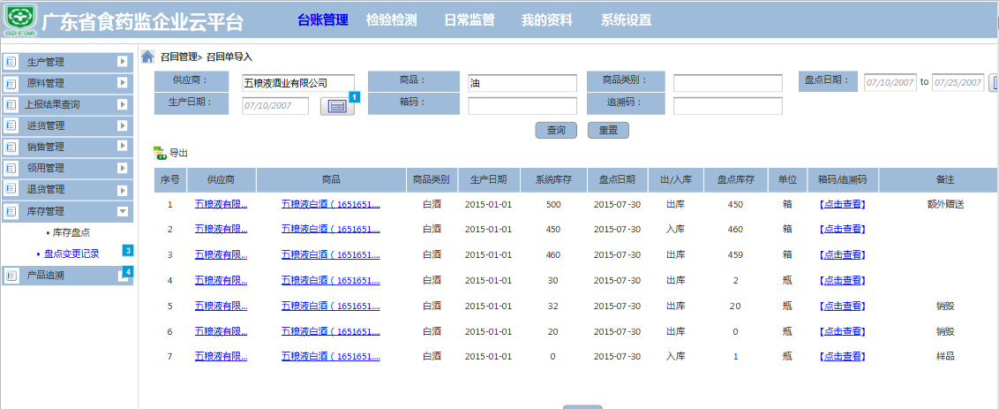 广东省食药监企业云平台 台账管理 检验检测 日常监管 我的资料 系统设置
GD FDA
生产管理
原料管理
上报结果查询
进货管理
销售管理
领用管理
退货管理
库存管理
• 库存盘点
• 盘点变更记录 3
产品追溯 4
召回管理> 召回单导入
供应商： 五粮液酒业有限公司 商品： 油 商品类别： 盘点日期： 07/10/2007 to 07/25/2007
生产日期： 07/10/2007 1 箱码： 追溯码：
查询 重置
导出
序号 供应商 商品 商品类别 生产日期 系统库存 盘点日期 出/入库 盘点库存 单位 箱码/追溯码 备注
1 五粮液有限... 五粮液白酒（1651651.... 白酒 2015-01-01 500 2015-07-30 出库 450 箱 【点击查看】 额外赠送
2 五粮液有限... 五粮液白酒（1651651.... 白酒 2015-01-01 450 2015-07-30 入库 460 箱 【点击查看】
3 五粮液有限... 五粮液白酒（1651651.... 白酒 2015-01-01 460 2015-07-30 出库 459 箱 【点击查看】
4 五粮液有限... 五粮液白酒（1651651.... 白酒 2015-01-01 30 2015-07-30 出库 2 瓶 【点击查看】
5 五粮液有限... 五粮液白酒（1651651.... 白酒 2015-01-01 32 2015-07-30 出库 20 瓶 【点击查看】 销毁
6 五粮液有限... 五粮液白酒（1651651.... 白酒 2015-01-01 20 2015-07-30 出库 0 瓶 【点击查看】 销毁
7 五粮液有限... 五粮液白酒（1651651.... 白酒 2015-01-01 0 2015-07-30 入库 1 瓶 【点击查看】 样品